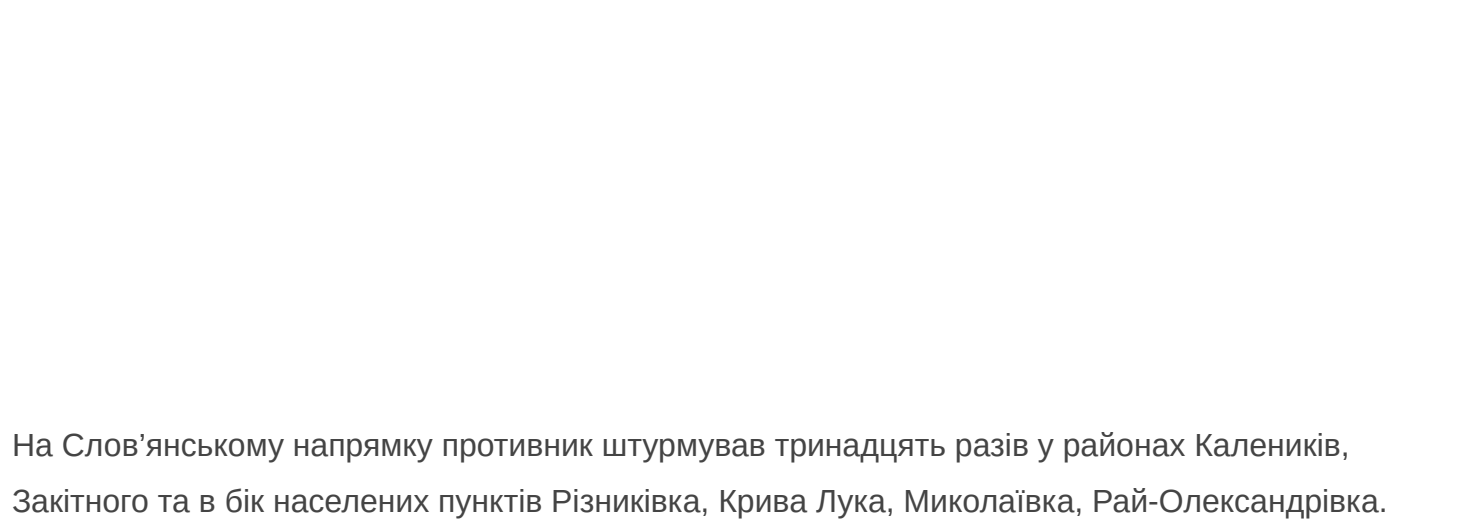 На Слов’янському напрямку противник штурмував тринадцять разів у районах Калеників,
Закітного та в бік населених пунктів Різниківка, Крива Лука, Миколаївка, Рай-Олександрівка.